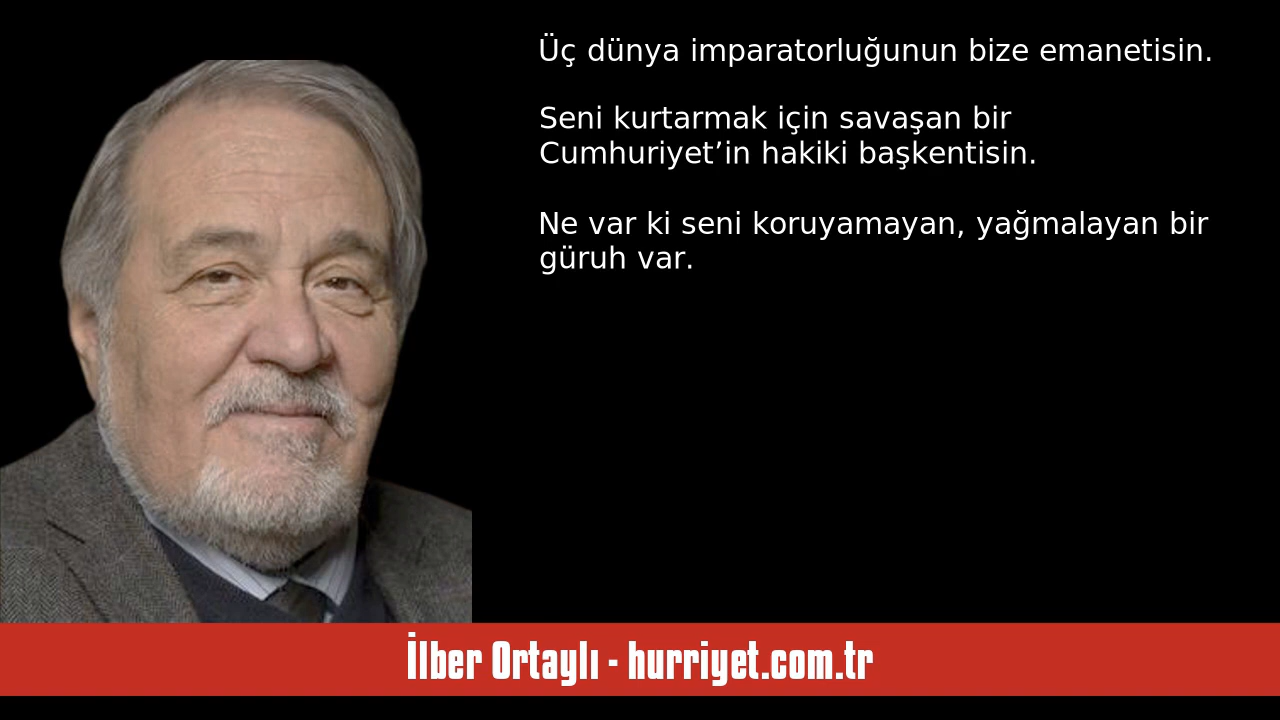 Üç dünya imparatorluğunun bize emanetisin.
Seni kurtarmak için savaşan bir
Cumhuriyet’in hakiki başkentisin.
Ne var ki seni koruyamayan, yağmalayan bir
güruh var.
İlber Ortaylı - hurriyet.com.tr